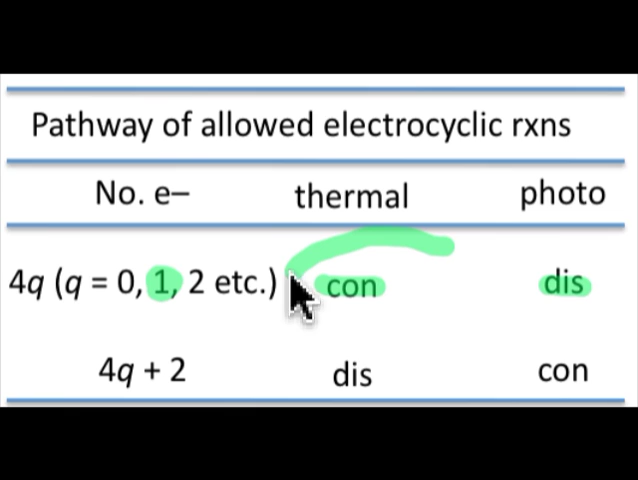 Pathway of allowed electrocyclic rxns
No. e– thermal photo
4q (q = 0, 1, 2 etc.) con dis
4q + 2 dis con